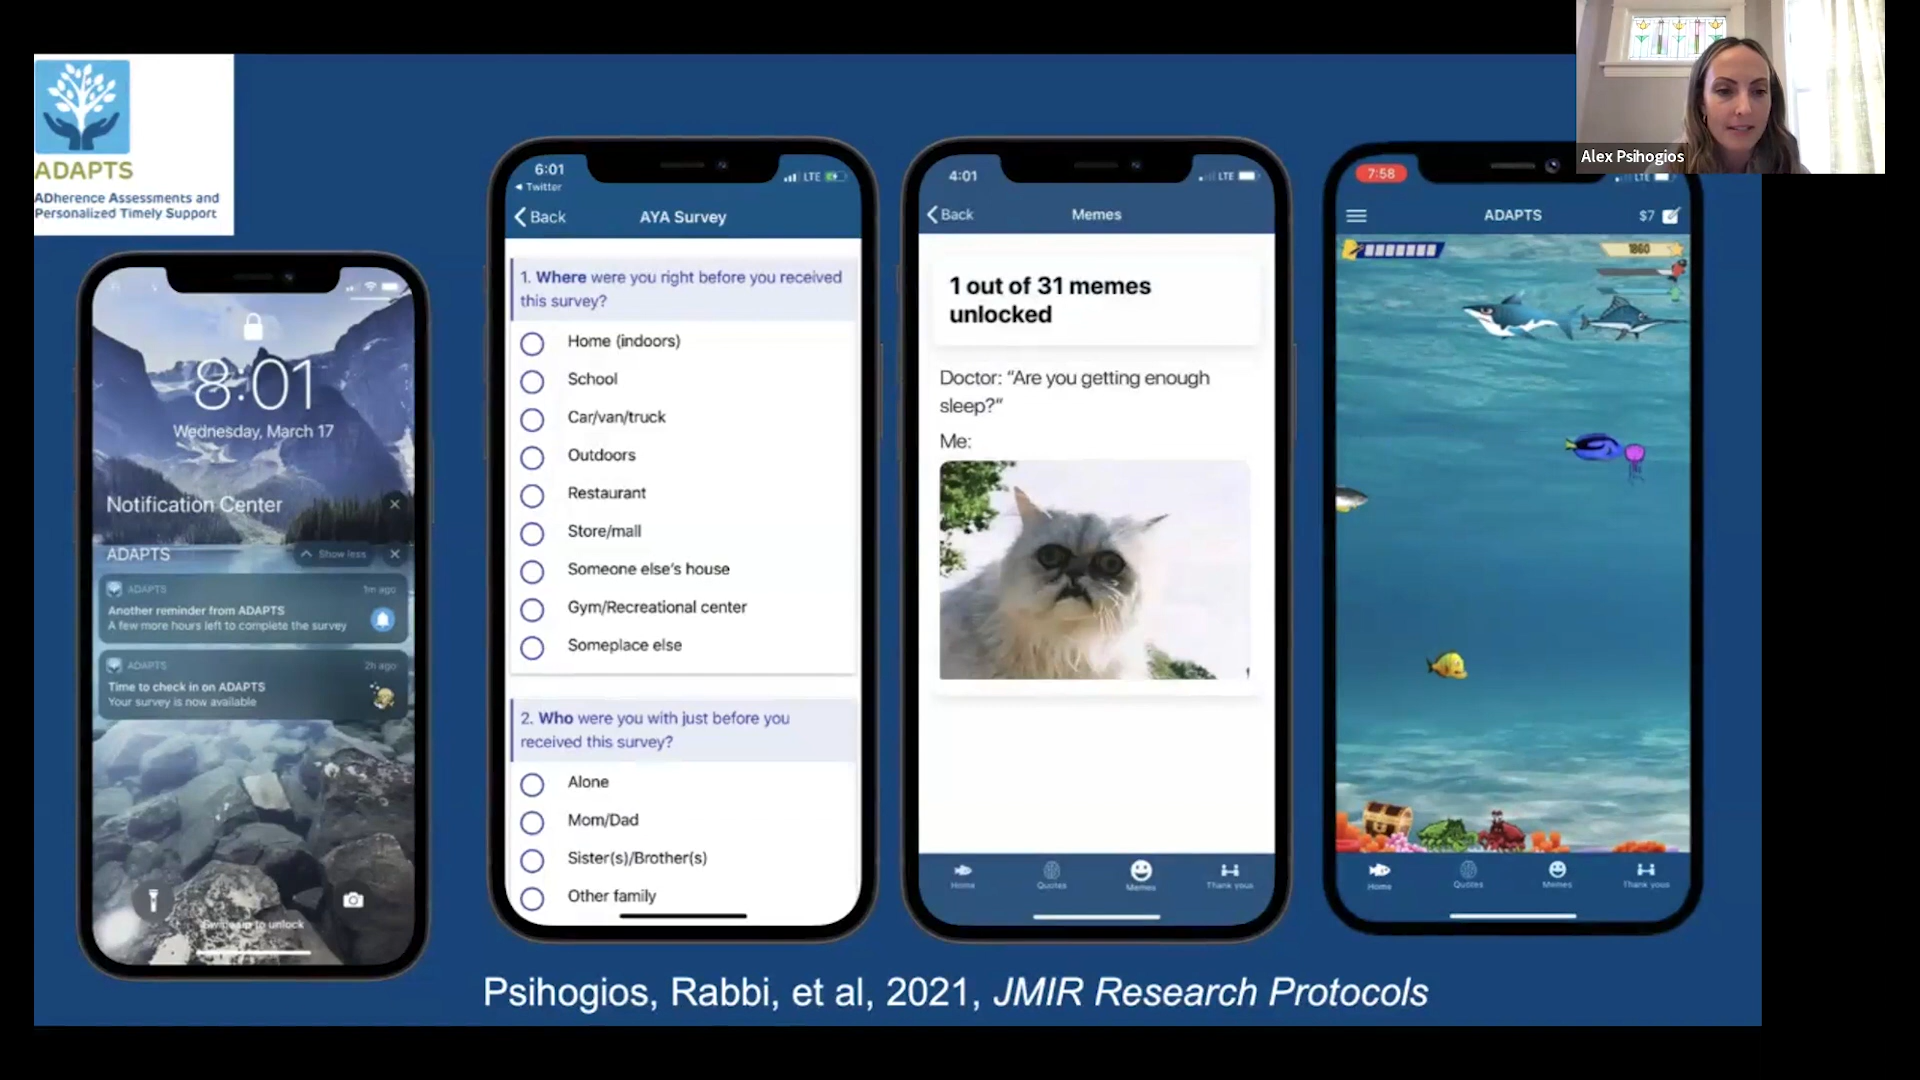 ADAPTS
ADherence Assessments and
Personalized Timely Support
8:01
Wednesday, March 17
Notification Center
ADAPTS
Show less
ADAPTS
1m ago
Another reminder from ADAPTS
A few more hours left to complete the survey
ADAPTS
2h ago
Time to check in on ADAPTS
Your survey is now available
to unlock
6:01
LTE
Twitter
Back
AYA Survey
1. Where were you right before you received
this survey?
Home (indoors)
School
Car/van/truck
Outdoors
Restaurant
Store/mall
Someone else's house
Gym/Recreational center
Someplace else
2. Who were you with just before you
received this survey?
Alone
Mom/Dad
Sister(s)/Brother(s)
Other family
4:01
LTE
Back
Memes
1 out of 31 memes
unlocked
Doctor: “Are you getting enough
sleep?“
Me:
Home
Quotes
Memes
Thank yous
7:58
LTE
ADAPTS
$7
1860
Home
Quotes
Memes
Thank yous
Alex Psihogios
Psihogios, Rabbi, et al, 2021, JMIR Research Protocols